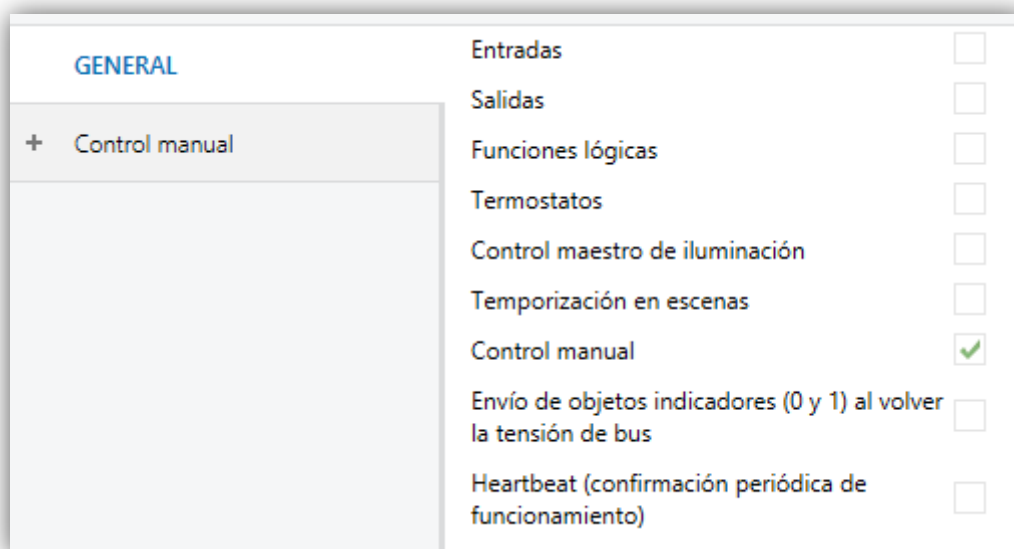 GENERAL
+ Control manual
Entradas
Salidas
Funciones lógicas
Termostatos
Control maestro de iluminación
Temporización en escenas
Control manual
Envío de objetos indicadores (0 y 1) al volver
la tensión de bus
Heartbeat (confirmación periódica de
funcionamiento)